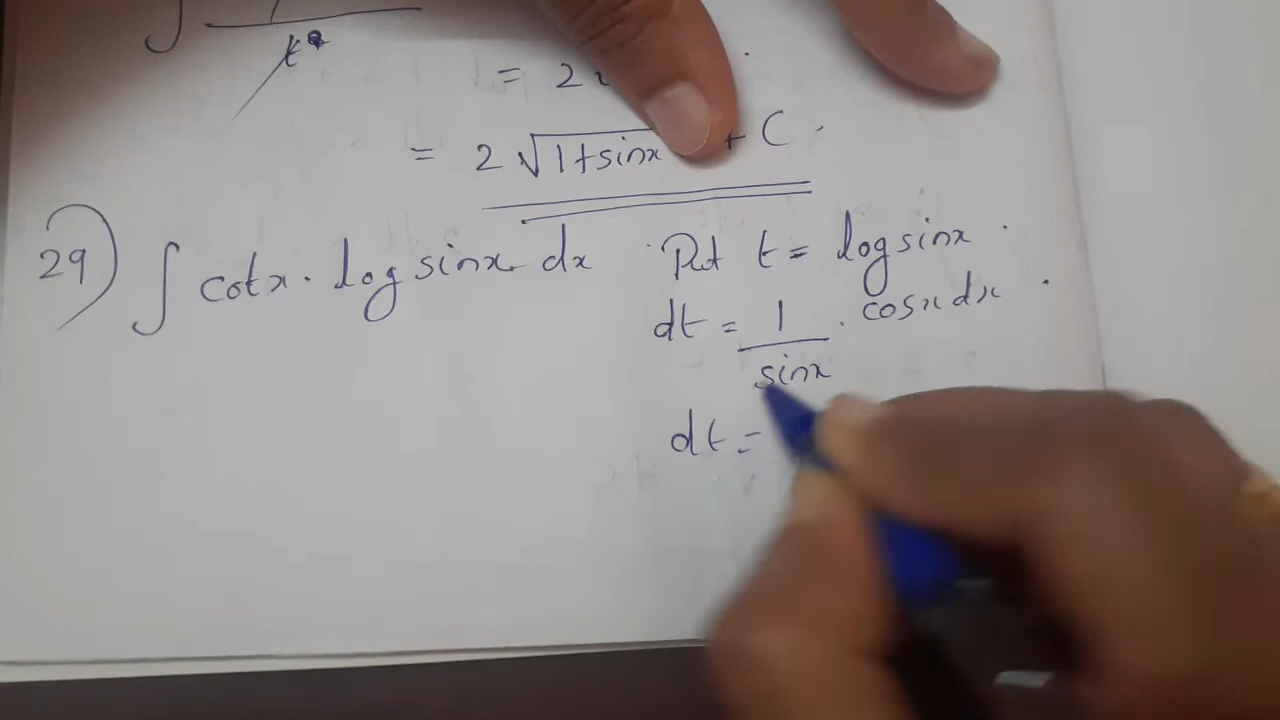 ∫ / t
= 2
= 2 √1+sinx + C.
29) ∫ cotx . log sinx dx Put t = log sinx.
dt = 1/sinx . cosx dx.
dt =